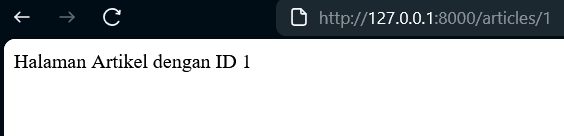 http://127.0.0.1:8000/articles/1
Halaman Artikel dengan ID 1